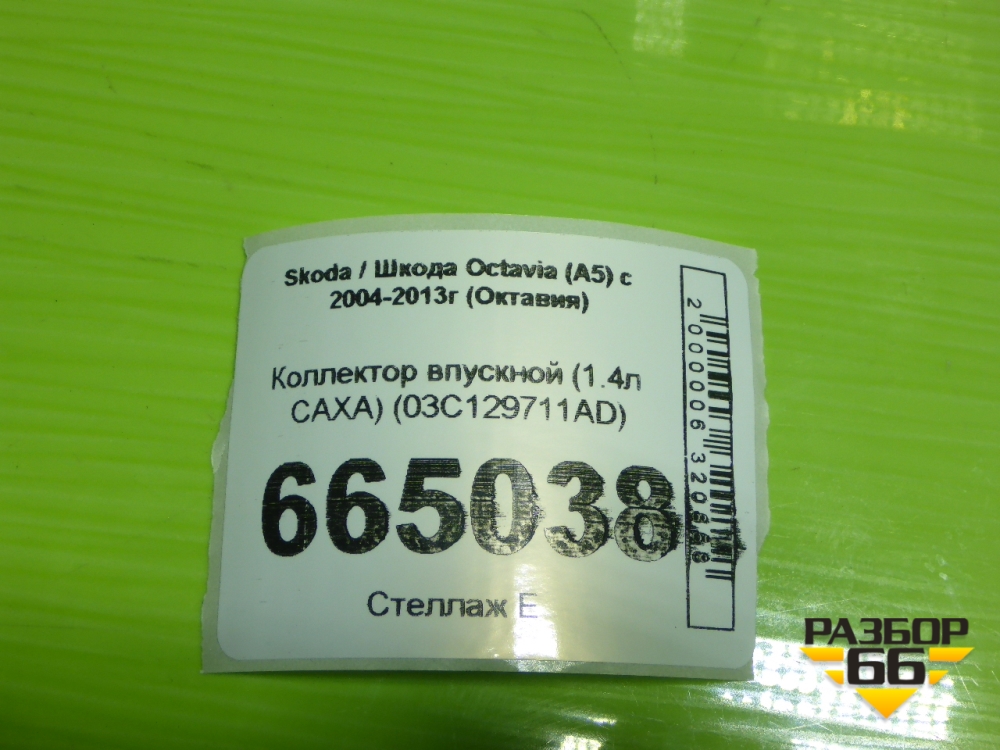 Skoda / Шкода Octavia (A5) с
2004-2013г (Октавия)
Коллектор впускной (1.4л
CAXA) (03C129711AD)
665038
Стеллаж E
РАЗБОР
66